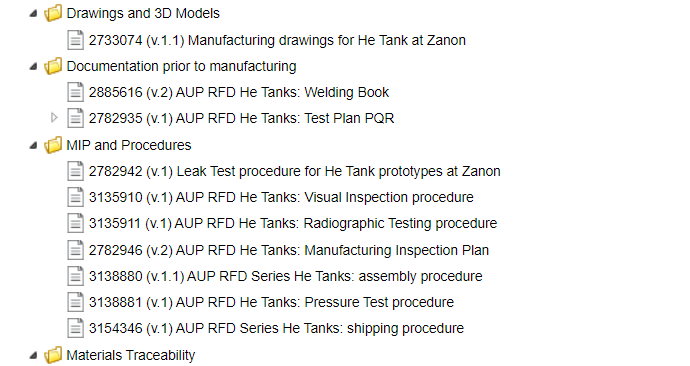 Drawings and 3D Models
2733074 (v.1.1) Manufacturing drawings for He Tank at Zanon
Documentation prior to manufacturing
2885616 (v.2) AUP RFD He Tanks: Welding Book
2782935 (v.1) AUP RFD He Tanks: Test Plan PQR
MIP and Procedures
2782942 (v.1) Leak Test procedure for He Tank prototypes at Zanon
3135910 (v.1) AUP RFD He Tanks: Visual Inspection procedure
3135911 (v.1) AUP RFD He Tanks: Radiographic Testing procedure
2782946 (v.2) AUP RFD He Tanks: Manufacturing Inspection Plan
3138880 (v.1.1) AUP RFD Series He Tanks: assembly procedure
3138881 (v.1) AUP RFD He Tanks: Pressure Test procedure
3154346 (v.1) AUP RFD Series He Tanks: shipping procedure
Materials Traceability